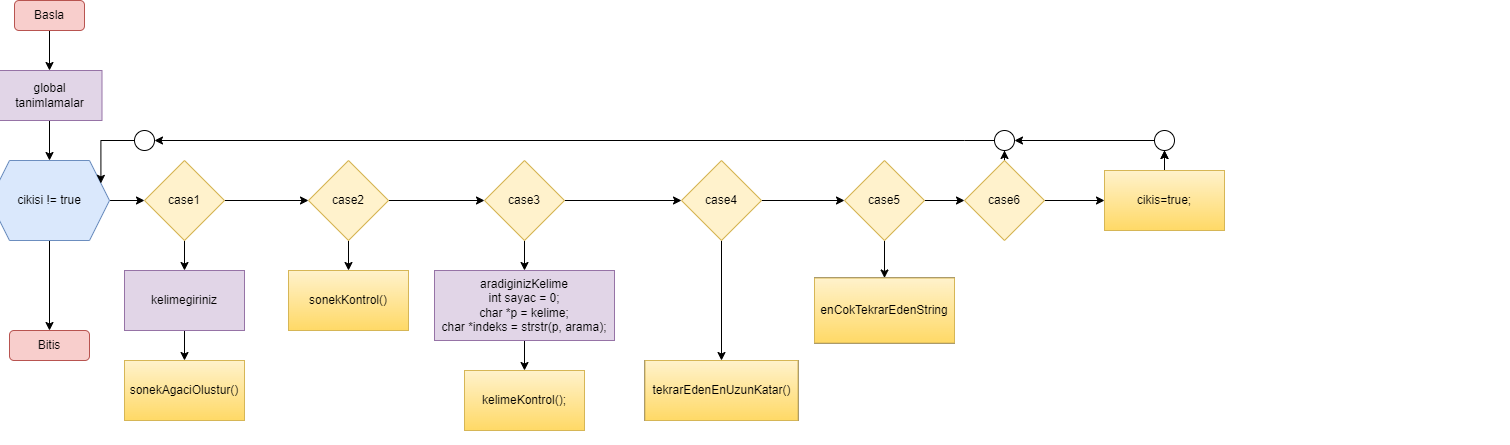 Basla
global
tanimlamalar
cikisi != true
case1
case2
case3
case4
case5
case6
cikis=true;
kelimegiriniz
sonekKontrol()
aradiginizKelime
int sayac = 0;
char *p = kelime;
char *indeks = strstr(p, arama);
enCokTekrarEdenString
Bitis
sonekAgaciOlustur()
kelimeKontrol();
tekrarEdenEnUzunKatar()